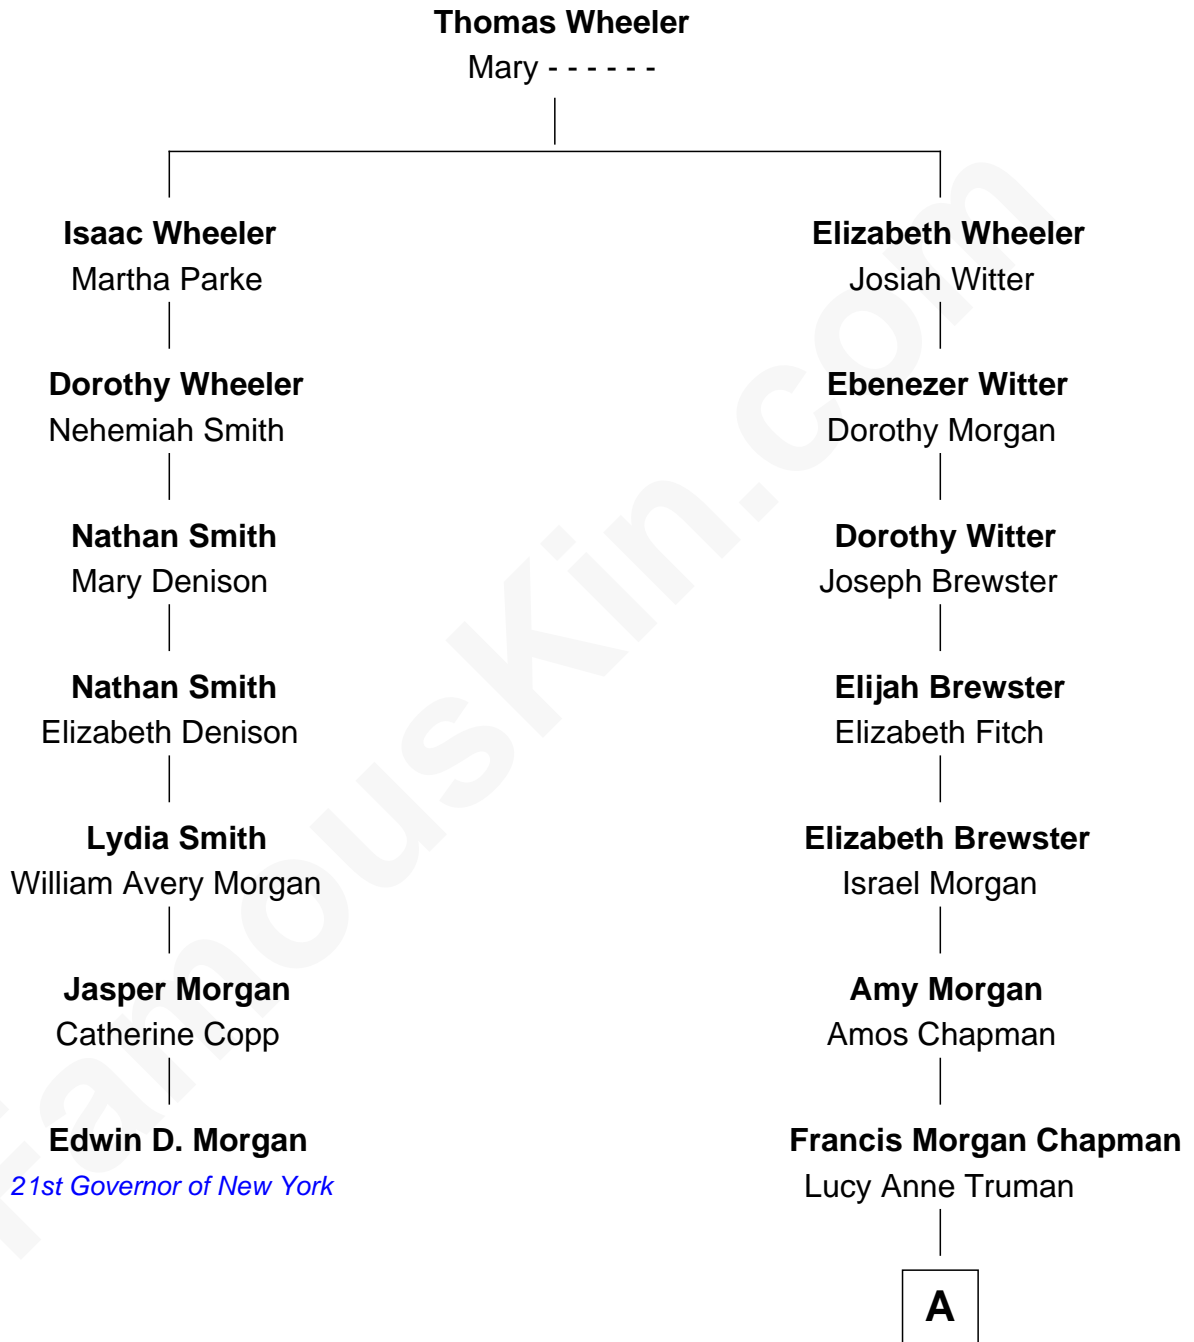 Thomas Wheeler
Mary - - - - - -
Isaac Wheeler
Martha Parke
Dorothy Wheeler
Nehemiah Smith
Nathan Smith
Mary Denison
Nathan Smith
Elizabeth Denison
Lydia Smith
William Avery Morgan
Jasper Morgan
Catherine Copp
Edwin D. Morgan
21st Governor of New York
Elizabeth Wheeler
Josiah Witter
Ebenezer Witter
Dorothy Morgan
Dorothy Witter
Joseph Brewster
Elijah Brewster
Elizabeth Fitch
Elizabeth Brewster
Israel Morgan
Amy Morgan
Amos Chapman
Francis Morgan Chapman
Lucy Anne Truman
A
FamousKin.com